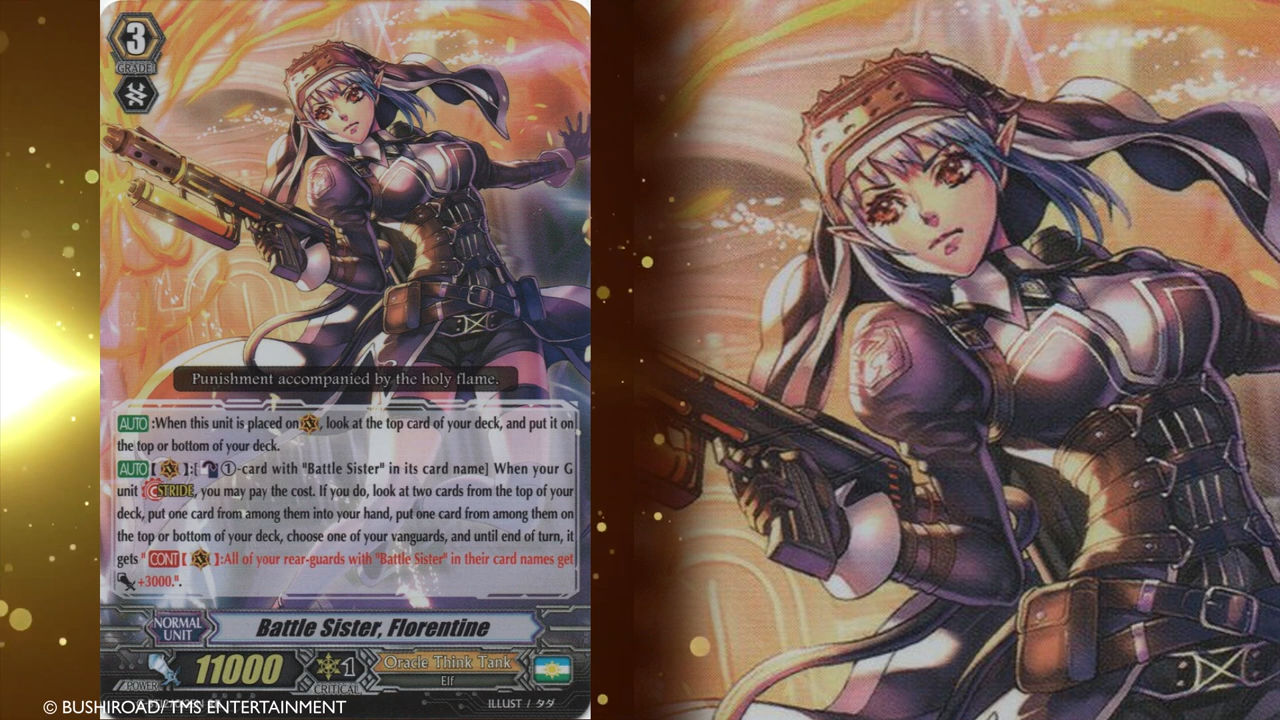 3
GRADE
Punishment accompanied by the holy flame.
AUTO :When this unit is placed on , look at the top card of your deck, and put it on
the top or bottom of your deck.
AUTO [ ]:[ 1-card with "Battle Sister" in its card name] When your G
unit STRIDE, you may pay the cost. If you do, look at two cards from the top of your
deck, put one card from among them into your hand, put one card from among them on
the top or bottom of your deck, choose one of your vanguards, and until end of turn, it
gets " CONT [ ]:All of your rear-guards with "Battle Sister" in their card names get
+3000.".
NORMAL
UNIT
Battle Sister, Florentine
POWER
11000
1
CRITICAL
Oracle Think Tank
Elf
ILLUST / タダ
© BUSHIROAD/TMS ENTERTAINMENT